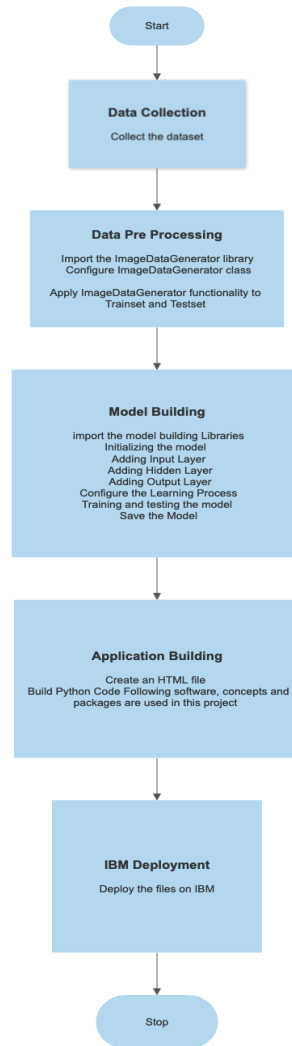 Start
Data Collection
Collect the dataset
Data Pre Processing
Import the ImageDataGenerator library
Configure ImageDataGenerator class
Apply ImageDataGenerator functionality to
Trainset and Testset
Model Building
import the model building Libraries
Initializing the model
Adding Input Layer
Adding Hidden Layer
Adding Output Layer
Configure the Learning Process
Training and testing the model
Save the Model
Application Building
Create an HTML file
Build Python Code Following software, concepts and
packages are used in this project
IBM Deployment
Deploy the files on IBM
Stop